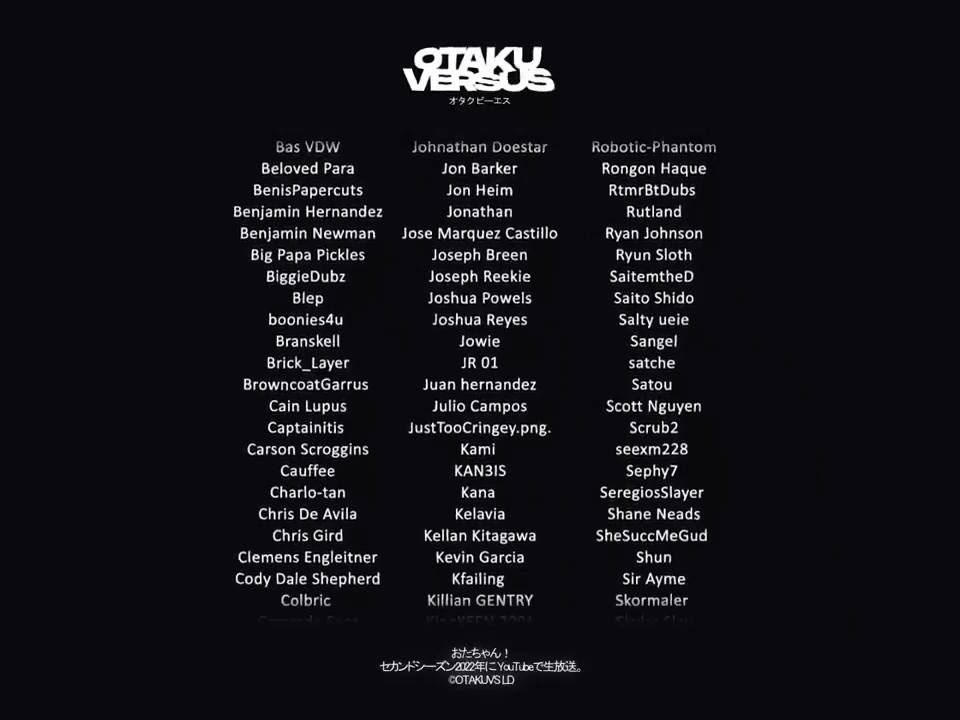 OTAKU
VERSUS
オタクビーエス
Bas VDW Johnathan Doestar Robotic-Phantom
Beloved Para Jon Barker Rongon Haque
BenisPapercuts Jon Heim RtmrBtDubs
Benjamin Hernandez Jonathan Rutland
Benjamin Newman Jose Marquez Castillo Ryan Johnson
Big Papa Pickles Joseph Breen Ryun Sloth
BiggieDubz Joseph Reekie SaitemtheD
Blep Joshua Powels Saito Shido
boonies4u Joshua Reyes Salty ueie
Branskell Jowie Sangel
Brick_Layer JR 01 satche
BrowncoatGarrus Juan hernandez Satou
Cain Lupus Julio Campos Scott Nguyen
Captainitis JustTooCringey.png. Scrub2
Carson Scroggins Kami seexm228
Cauffee KAN3IS Sephy7
Charlo-tan Kana SeregiosSlayer
Chris De Avila Kelavia Shane Neads
Chris Gird Kellan Kitagawa SheSuccMeGud
Clemens Engleitner Kevin Garcia Shun
Cody Dale Shepherd Kfailing Sir Ayme
Colbric Killian GENTRY Skormaler
おたちゃん！
セカンドシーズン2022年に YouTubeで生放送。
©OTAKUVS LD